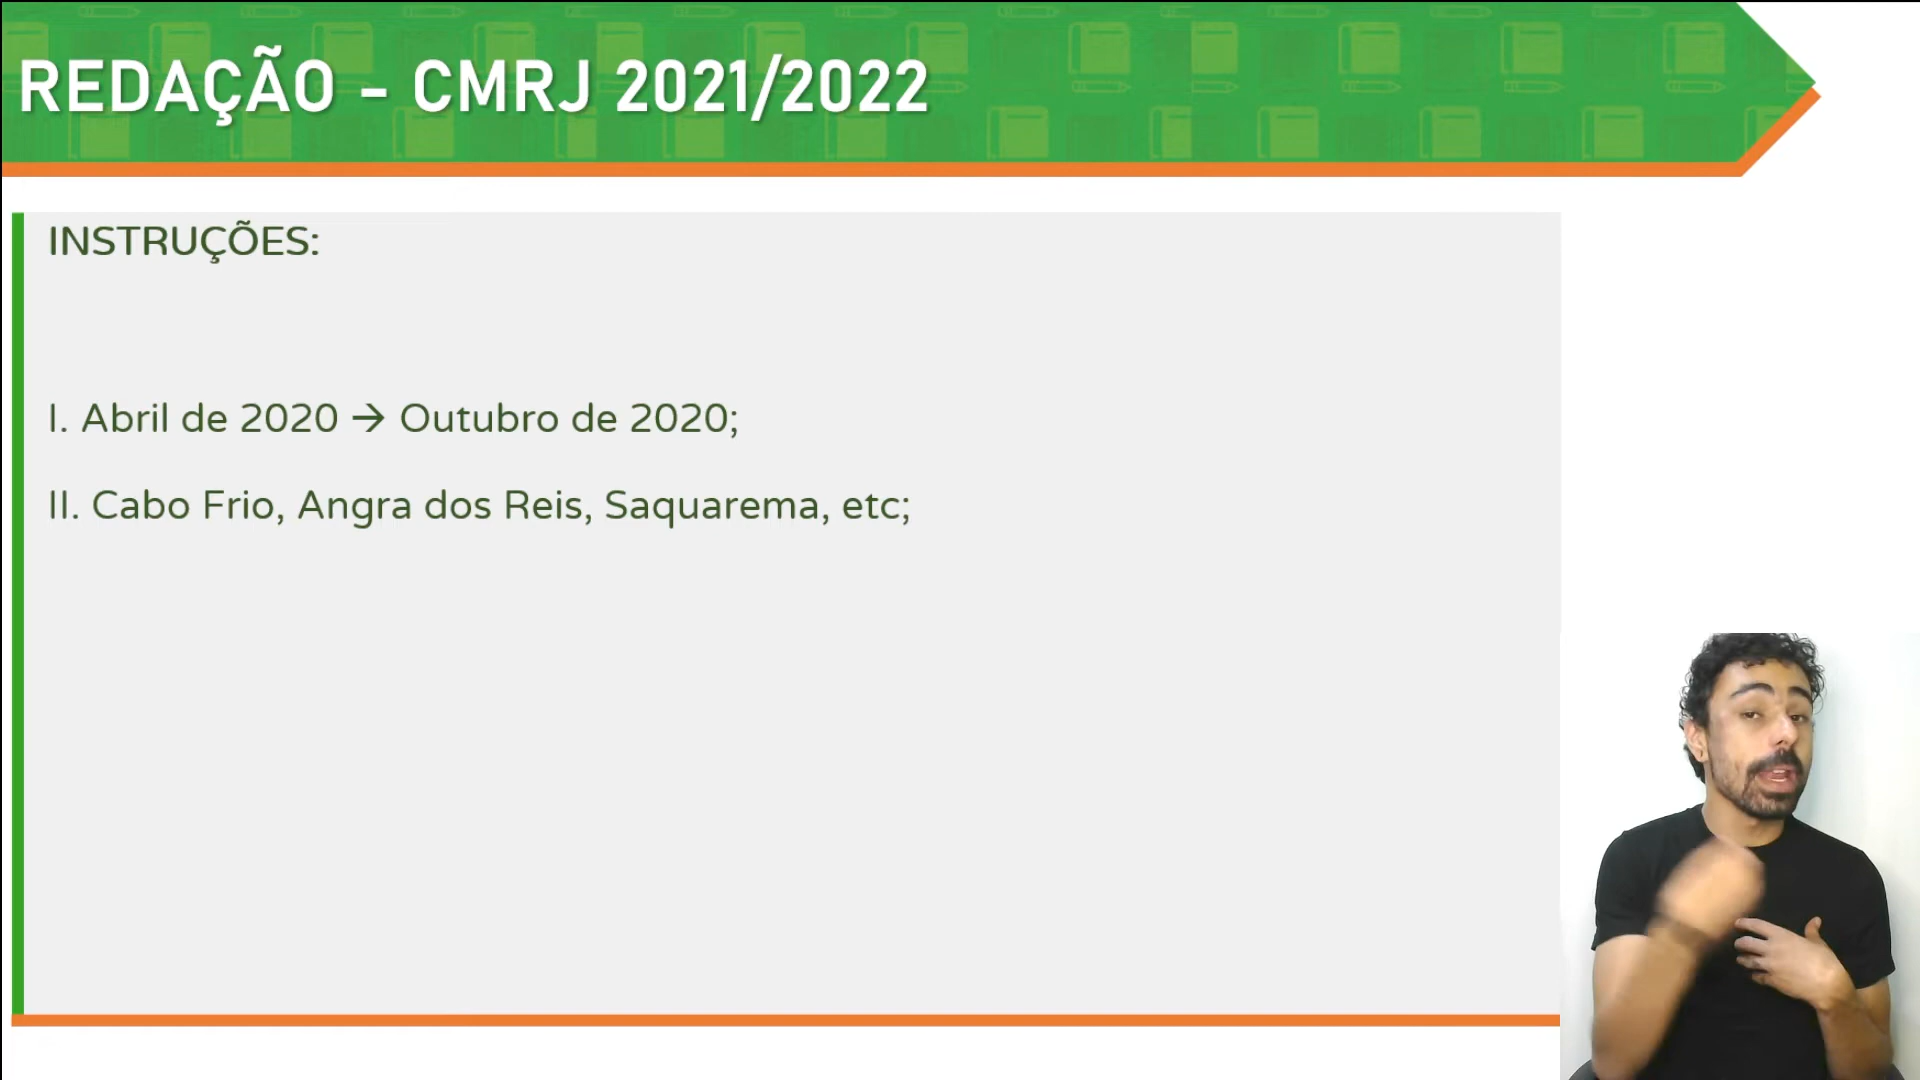 REDAÇÃO - CMRJ 2021/2022
INSTRUÇÕES:
I. Abril de 2020 → Outubro de 2020;
II. Cabo Frio, Angra dos Reis, Saquarema, etc;